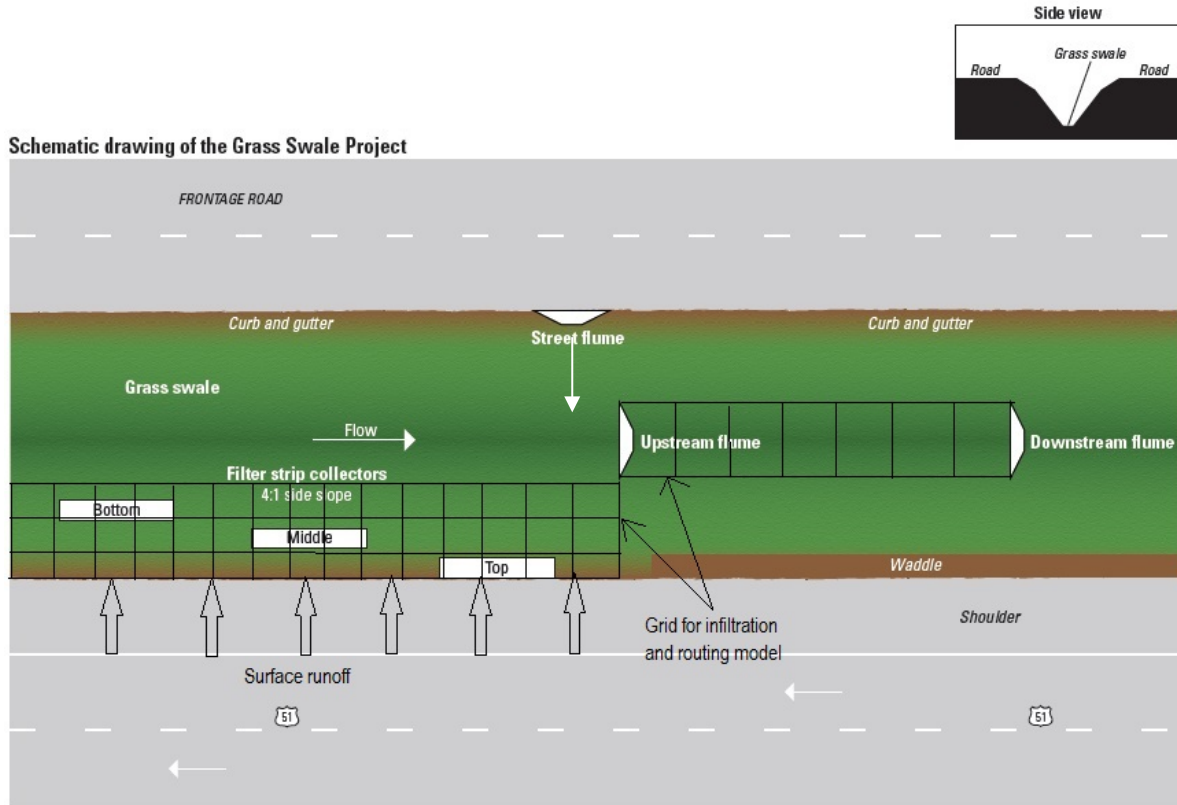 Side view
Grass swale
Road
Road
Schematic drawing of the Grass Swale Project
FRONTAGE ROAD
Curb and gutter
Curb and gutter
Street flume
Grass swale
Flow
Upstream flume
Downstream flume
Filter strip collectors
4:1 side slope
Bottom
Middle
Top
Waddle
Shoulder
Grid for infiltration
and routing model
Surface runoff
51
51